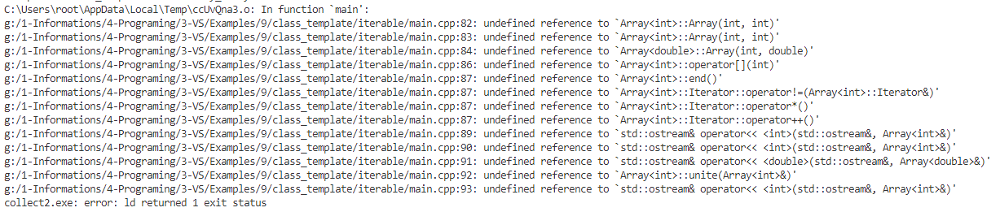 C:\Users\root\AppData\Local\Temp\ccUvQna3.o: In function `main':
g:/1-Informations/4-Programing/3-VS/Examples/9/class_template/iterable/main.cpp:82: undefined reference to `Array<int>::Array(int, int)'
g:/1-Informations/4-Programing/3-VS/Examples/9/class_template/iterable/main.cpp:83: undefined reference to `Array<int>::Array(int, int)'
g:/1-Informations/4-Programing/3-VS/Examples/9/class_template/iterable/main.cpp:84: undefined reference to `Array<double>::Array(int, double)'
g:/1-Informations/4-Programing/3-VS/Examples/9/class_template/iterable/main.cpp:86: undefined reference to `Array<int>::operator[](int)'
g:/1-Informations/4-Programing/3-VS/Examples/9/class_template/iterable/main.cpp:87: undefined reference to `Array<int>::end()'
g:/1-Informations/4-Programing/3-VS/Examples/9/class_template/iterable/main.cpp:87: undefined reference to `Array<int>::Iterator::operator!=(Array<int>::Iterator&)'
g:/1-Informations/4-Programing/3-VS/Examples/9/class_template/iterable/main.cpp:87: undefined reference to `Array<int>::Iterator::operator*()'
g:/1-Informations/4-Programing/3-VS/Examples/9/class_template/iterable/main.cpp:87: undefined reference to `Array<int>::Iterator::operator++()'
g:/1-Informations/4-Programing/3-VS/Examples/9/class_template/iterable/main.cpp:89: undefined reference to `std::ostream& operator<< <int>(std::ostream&, Array<int>&)'
g:/1-Informations/4-Programing/3-VS/Examples/9/class_template/iterable/main.cpp:90: undefined reference to `std::ostream& operator<< <int>(std::ostream&, Array<int>&)'
g:/1-Informations/4-Programing/3-VS/Examples/9/class_template/iterable/main.cpp:91: undefined reference to `std::ostream& operator<< <double>(std::ostream&, Array<double>&)'
g:/1-Informations/4-Programing/3-VS/Examples/9/class_template/iterable/main.cpp:92: undefined reference to `Array<int>::unite(Array<int>&)'
g:/1-Informations/4-Programing/3-VS/Examples/9/class_template/iterable/main.cpp:93: undefined reference to `std::ostream& operator<< <int>(std::ostream&, Array<int>&)'
collect2.exe: error: ld returned 1 exit status